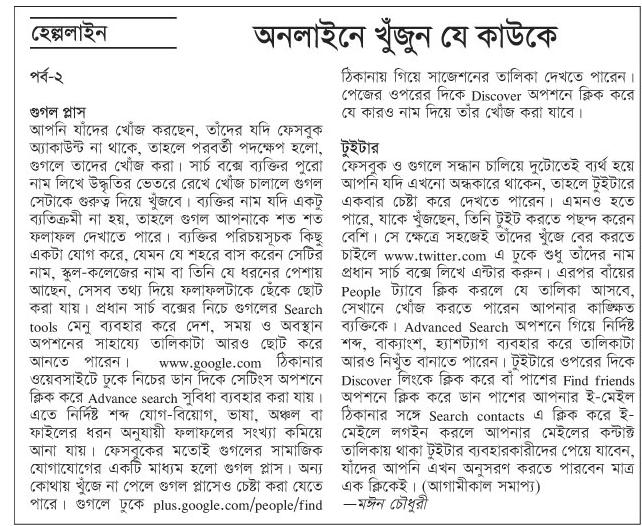 হেল্পলাইন
অনলাইনে খুঁজুন যে কাউকে
পর্ব-২
গুগল প্লাস
আপনি যাঁদের খোঁজ করছেন, তাঁদের যদি ফেসবুক
অ্যাকাউন্ট না থাকে, তাহলে পরবর্তী পদক্ষেপ হলো,
গুগলে তাদের খোঁজ করা। সার্চ বক্সে ব্যক্তির পুরো
নাম লিখে উদ্ধৃতির ভেতরে রেখে খোঁজ চালালে গুগল
সেটাকে গুরুত্ব দিয়ে খুঁজবে। ব্যক্তির নাম যদি একটু
ব্যতিক্রমী না হয়, তাহলে গুগল আপনাকে শত শত
ফলাফল দেখাতে পারে। ব্যক্তির পরিচয়সূচক কিছু
একটা যোগ করে, যেমন যে শহরে বাস করেন সেটির
নাম, স্কুল-কলেজের নাম বা তিনি যে ধরনের পেশায়
আছেন, সেসব তথ্য দিয়ে ফলাফলটাকে ছেঁকে ছোট
করা যায়। প্রধান সার্চ বক্সের নিচে গুগলের Search
tools মেনু ব্যবহার করে দেশ, সময় ও অবস্থান
অপশনের সাহায্যে তালিকাটা আরও ছোট করে
আনতে পারেন। www.google.com ঠিকানার
ওয়েবসাইটে ঢুকে নিচের ডান দিকে সেটিংস অপশনে
ক্লিক করে Advance search সুবিধা ব্যবহার করা যায়।
এতে নির্দিষ্ট শব্দ যোগ-বিয়োগ, ভাষা, অঞ্চল বা
ফাইলের ধরন অনুযায়ী ফলাফলের সংখ্যা কমিয়ে
আনা যায়। ফেসবুকের মতোই গুগলের সামাজিক
যোগাযোগের একটি মাধ্যম হলো গুগল প্লাস। অন্য
কোথায় খুঁজে না পেলে গুগল প্লাসেও চেষ্টা করা যেতে
পারে। গুগলে ঢুকে plus.google.com/people/find
ঠিকানায় গিয়ে সাজেশনের তালিকা দেখতে পারেন।
পেজের ওপরের দিকে Discover অপশনে ক্লিক করে
যে কারও নাম দিয়ে তাঁর খোঁজ করা যাবে।
টুইটার
ফেসবুক ও গুগলে সন্ধান চালিয়ে দুটোতেই ব্যর্থ হয়ে
আপনি যদি এখনো অন্ধকারে থাকেন, তাহলে টুইটারে
একবার চেষ্টা করে দেখতে পারেন। এমনও হতে
পারে, যাকে খুঁজছেন, তিনি টুইট করতে পছন্দ করেন
বেশি। সে ক্ষেত্রে সহজেই তাঁদের খুঁজে বের করতে
চাইলে www.twitter.com এ ঢুকে শুধু তাঁদের নাম
প্রধান সার্চ বক্সে লিখে এন্টার করুন। এরপর বাঁয়ের
People ট্যাবে ক্লিক করলে যে তালিকা আসবে,
সেখানে খোঁজ করতে পারেন আপনার কাঙ্ক্ষিত
ব্যক্তিকে। Advanced Search অপশনে গিয়ে নির্দিষ্ট
শব্দ, বাক্যাংশ, হ্যাশট্যাগ ব্যবহার করে তালিকাটা
আরও নিখুঁত বানাতে পারেন। টুইটারে ওপরের দিকে
Discover লিংকে ক্লিক করে বাঁ পাশের Find friends
অপশনে ক্লিক করে ডান পাশের আপনার ই-মেইল
ঠিকানার সঙ্গে Search contacts এ ক্লিক করে ই-
মেইলে লগইন করলে আপনার মেইলের কন্টাক্ট
তালিকায় থাকা টুইটার ব্যবহারকারীদের পেয়ে যাবেন,
যাঁদের আপনি এখন অনুসরণ করতে পারবেন মাত্র
এক ক্লিকেই। (আগামীকাল সমাপ্য)
—মঈন চৌধুরী